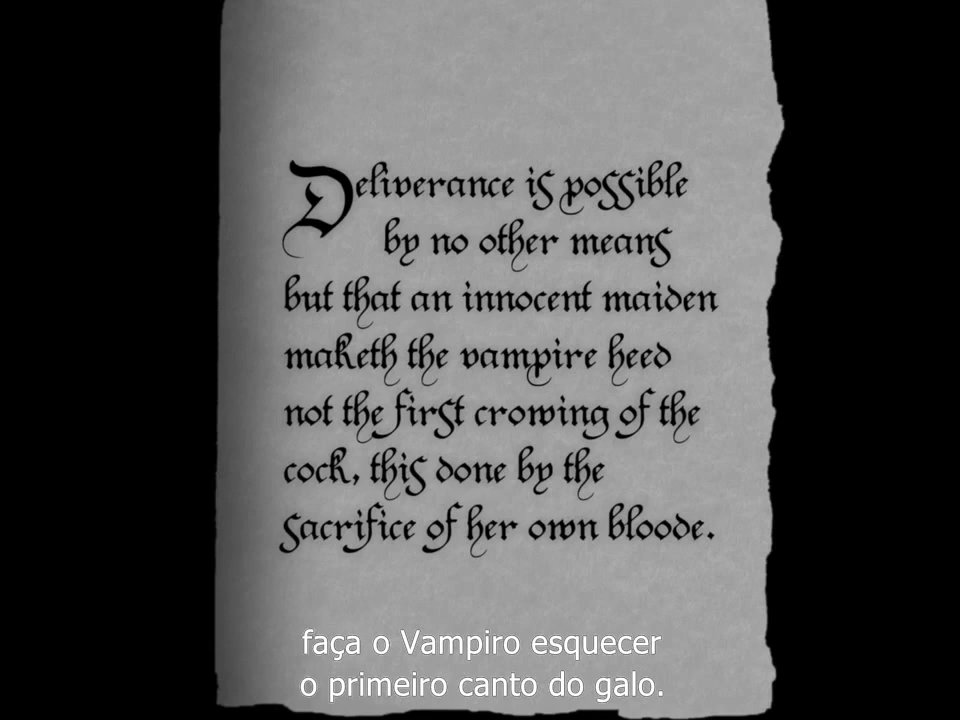 Deliverance is possible
by no other means
but that an innocent maiden
maketh the vampire heed
not the first crowing of the
cock, this done by the
sacrifice of her own bloode.
faça o Vampiro esquecer
o primeiro canto do galo.